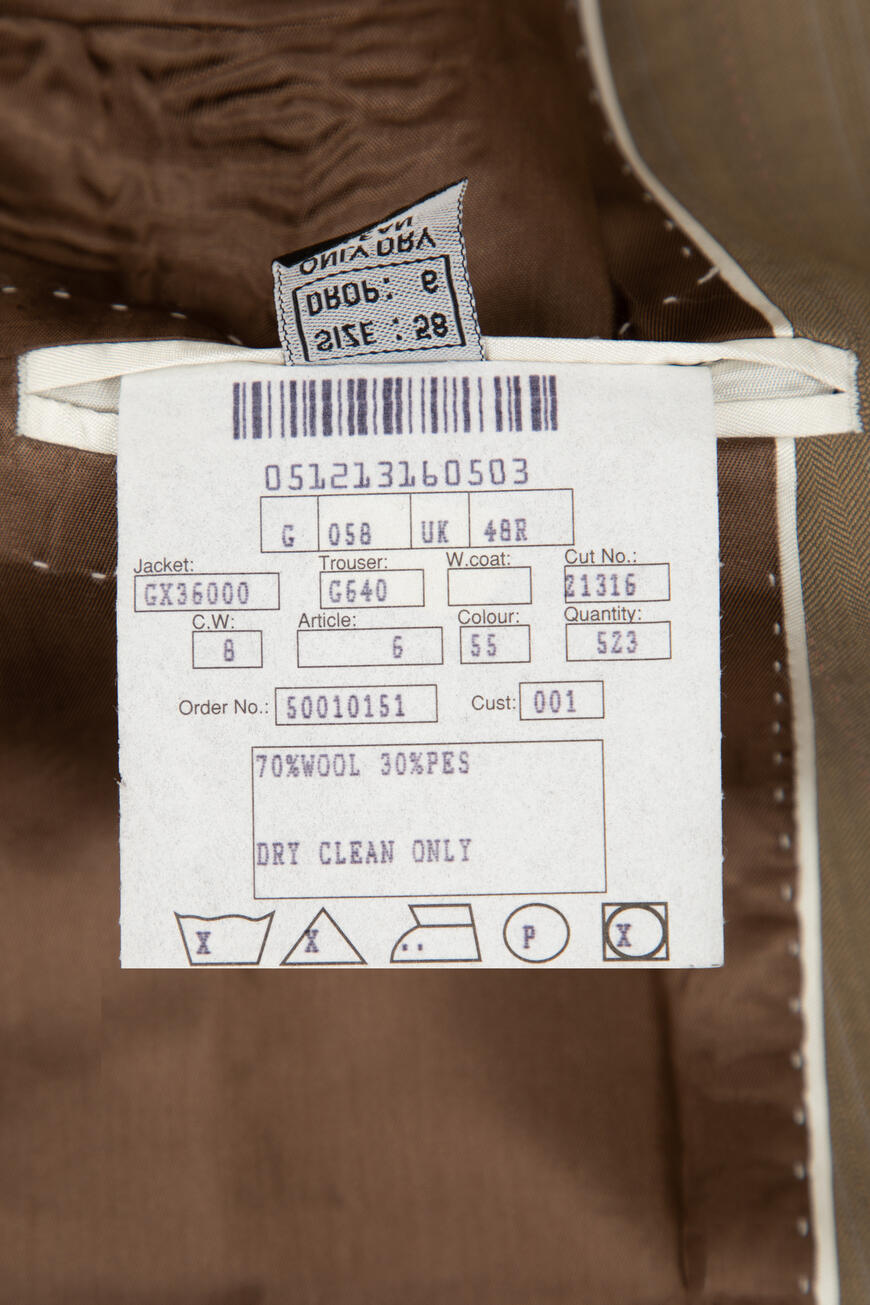 ONLY DRY
DROP: 6
SIZE : 58
051213160503
G 058 UK 48R
Jacket: Trouser: W.coat: Cut No.:
GX36000 G640 21316
C.W: Article: Colour: Quantity:
8 6 55 523
Order No.: 50010151 Cust: 001
70%WOOL 30%PES
DRY CLEAN ONLY
X X .. P X